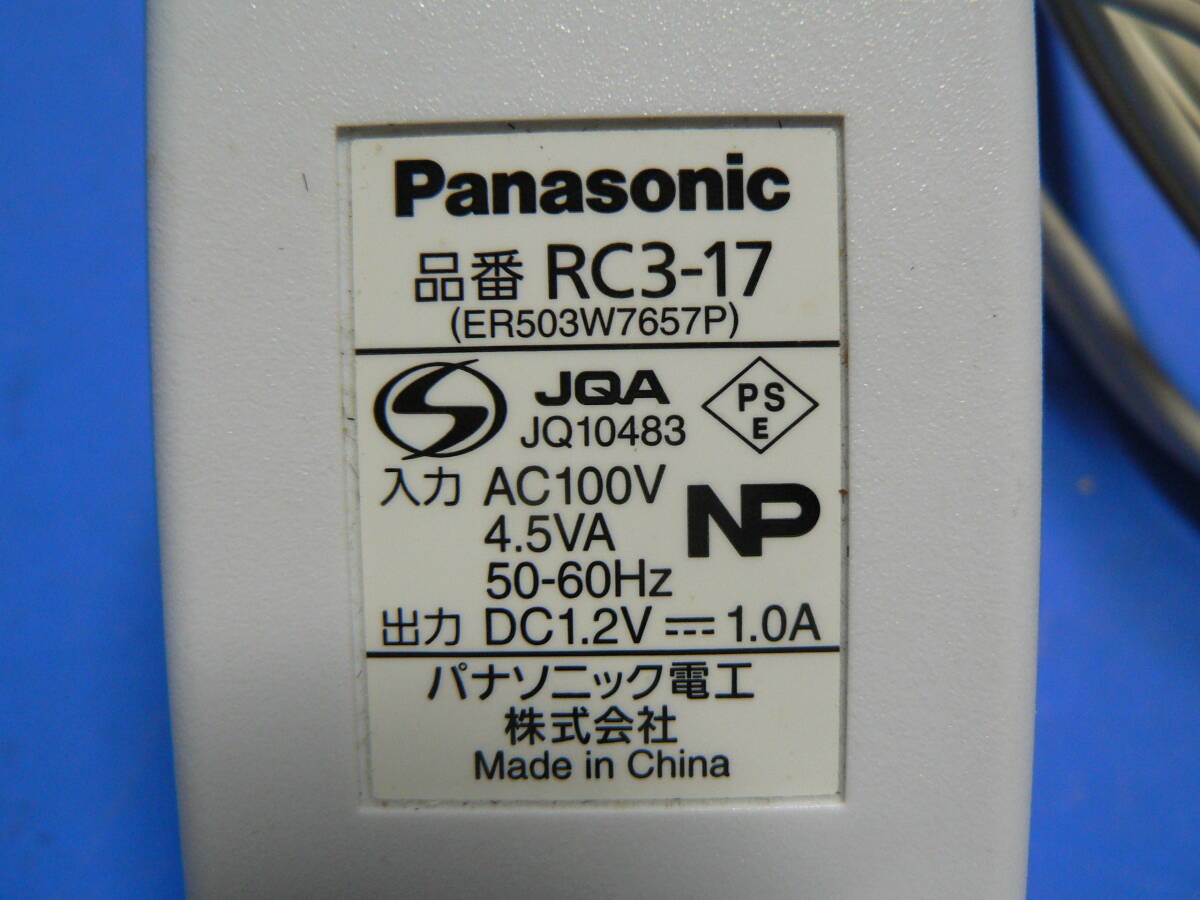 Panasonic
品番 RC3-17
(ER503W7657P)
JQA
JQ10483
PS
E
入力 AC100V
4.5VA
50-60Hz
NP
出力 DC1.2V ⎓ 1.0A
パナソニック電工
株式会社
Made in China